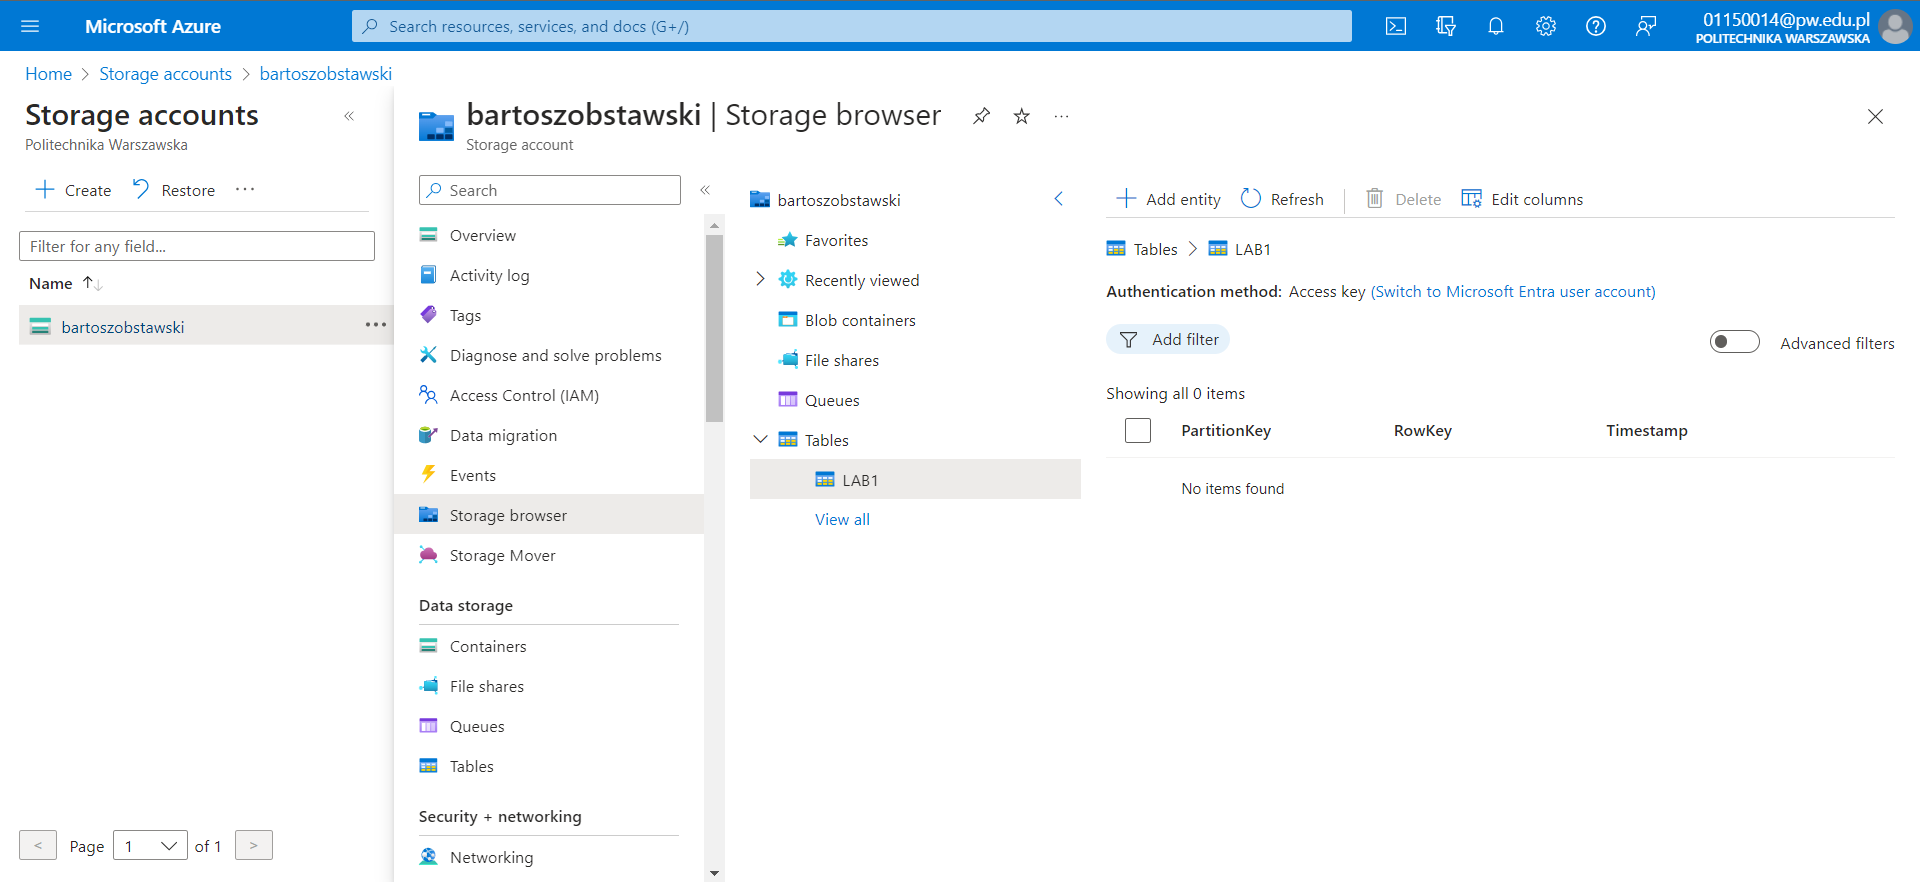 Microsoft Azure
Search resources, services, and docs (G+/)
01150014@pw.edu.pl
POLITECHNIKA WARSZAWSKA
Home > Storage accounts > bartoszobstawski
Storage accounts «
Politechnika Warszawska
+ Create Restore ...
Filter for any field...
Name ↑↓
bartoszobstawski ...
Page 1 of 1
< >
bartoszobstawski | Storage browser ...
Storage account
Search «
Overview
Activity log
Tags
Diagnose and solve problems
Access Control (IAM)
Data migration
Events
Storage browser
Storage Mover
Data storage
Containers
File shares
Queues
Tables
Security + networking
Networking
bartoszobstawski
Favorites
Recently viewed
Blob containers
File shares
Queues
Tables
LAB1
View all
+ Add entity Refresh Delete Edit columns
Tables > LAB1
Authentication method: Access key (Switch to Microsoft Entra user account)
Add filter
Advanced filters
Showing all 0 items
PartitionKey RowKey Timestamp
No items found